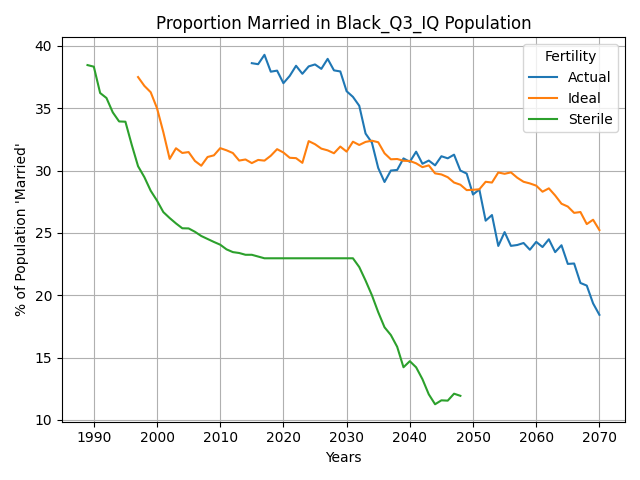 Proportion Married in Black_Q3_IQ Population
% of Population 'Married'
40
35
30
25
20
15
10
Fertility
Actual
Ideal
Sterile
1990 2000 2010 2020 2030 2040 2050 2060 2070
Years